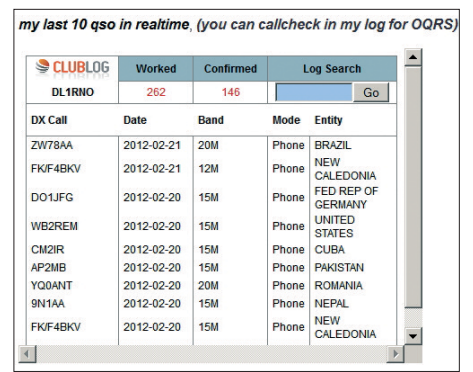 my last 10 qso in realtime, (you can callcheck in my log for OQRS)
CLUBLOG Worked Confirmed Log Search
DL1RNO 262 146 Go
DX Call Date Band Mode Entity
ZW78AA 2012-02-21 20M Phone BRAZIL
FK/F4BKV 2012-02-21 12M Phone NEW
CALEDONIA
DO1JFG 2012-02-20 15M Phone FED REP OF
GERMANY
WB2REM 2012-02-20 15M Phone UNITED
STATES
CM2IR 2012-02-20 15M Phone CUBA
AP2MB 2012-02-20 15M Phone PAKISTAN
YQ0ANT 2012-02-20 20M Phone ROMANIA
9N1AA 2012-02-20 15M Phone NEPAL
FK/F4BKV 2012-02-20 15M Phone NEW
CALEDONIA